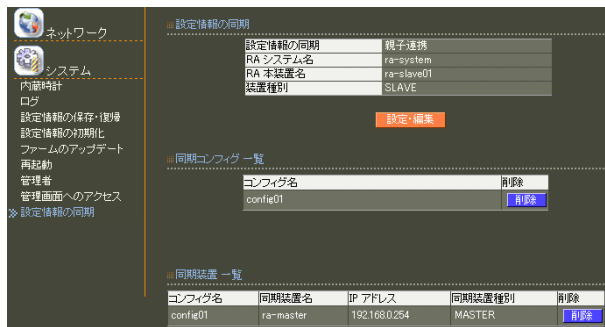 ネットワーク
システム
内蔵時計
ログ
設定情報の保存・復帰
設定情報の初期化
ファームのアップデート
再起動
管理者
管理画面へのアクセス
設定情報の同期
設定情報の同期
設定情報の同期 親子連携
RA システム名 ra-system
RA 本装置名 ra-slave01
装置種別 SLAVE
設定・編集
同期コンフィグ 一覧
コンフィグ名 削除
config01 削除
同期装置 一覧
コンフィグ名 同期装置名 IP アドレス 同期装置種別 削除
config01 ra-master 192.168.0.254 MASTER 削除